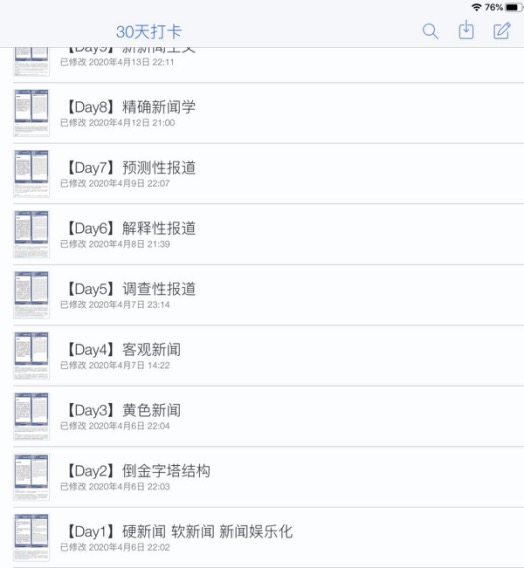 76%
30天打卡
【Day9】新新闻主义
已修改 2020年4月13日 22:11
【Day8】精确新闻学
已修改 2020年4月12日 21:00
【Day7】预测性报道
已修改 2020年4月9日 22:07
【Day6】解释性报道
已修改 2020年4月8日 21:39
【Day5】调查性报道
已修改 2020年4月7日 23:14
【Day4】客观新闻
已修改 2020年4月7日 14:22
【Day3】黄色新闻
已修改 2020年4月6日 22:04
【Day2】倒金字塔结构
已修改 2020年4月6日 22:03
【Day1】硬新闻 软新闻 新闻娱乐化
已修改 2020年4月6日 22:02